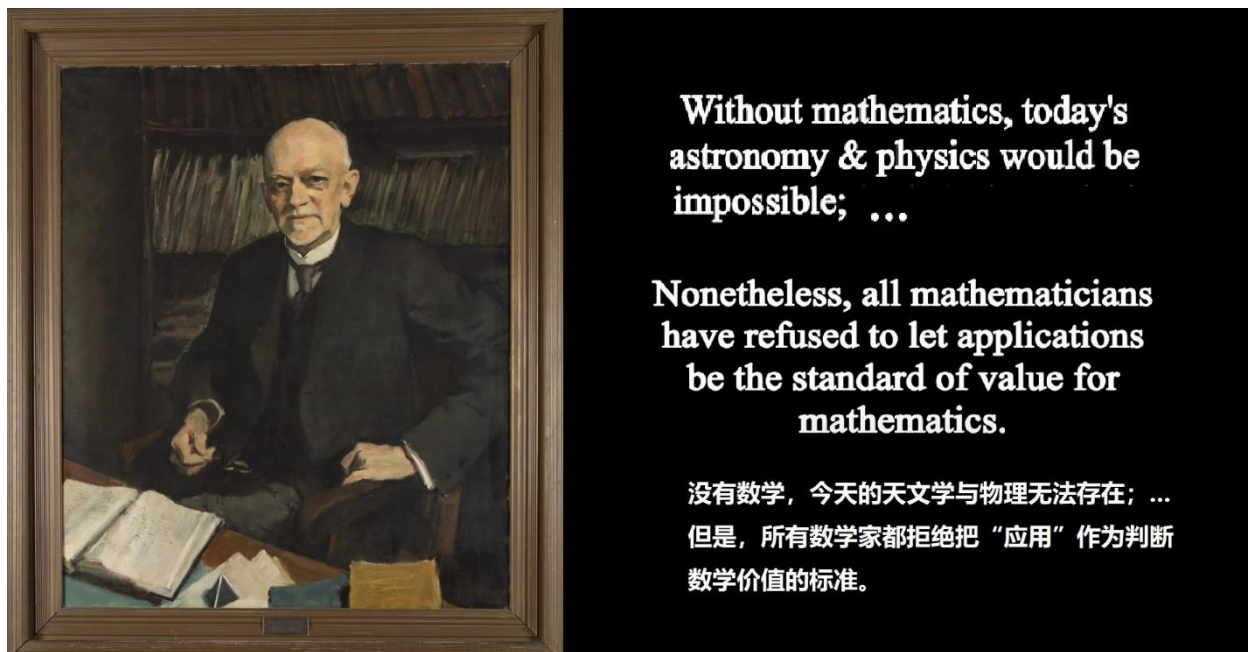 Without mathematics, today's
astronomy & physics would be
impossible; ...
Nonetheless, all mathematicians
have refused to let applications
be the standard of value for
mathematics.
没有数学，今天的天文学与物理无法存在；...
但是，所有数学家都拒绝把“应用”作为判断
数学价值的标准。